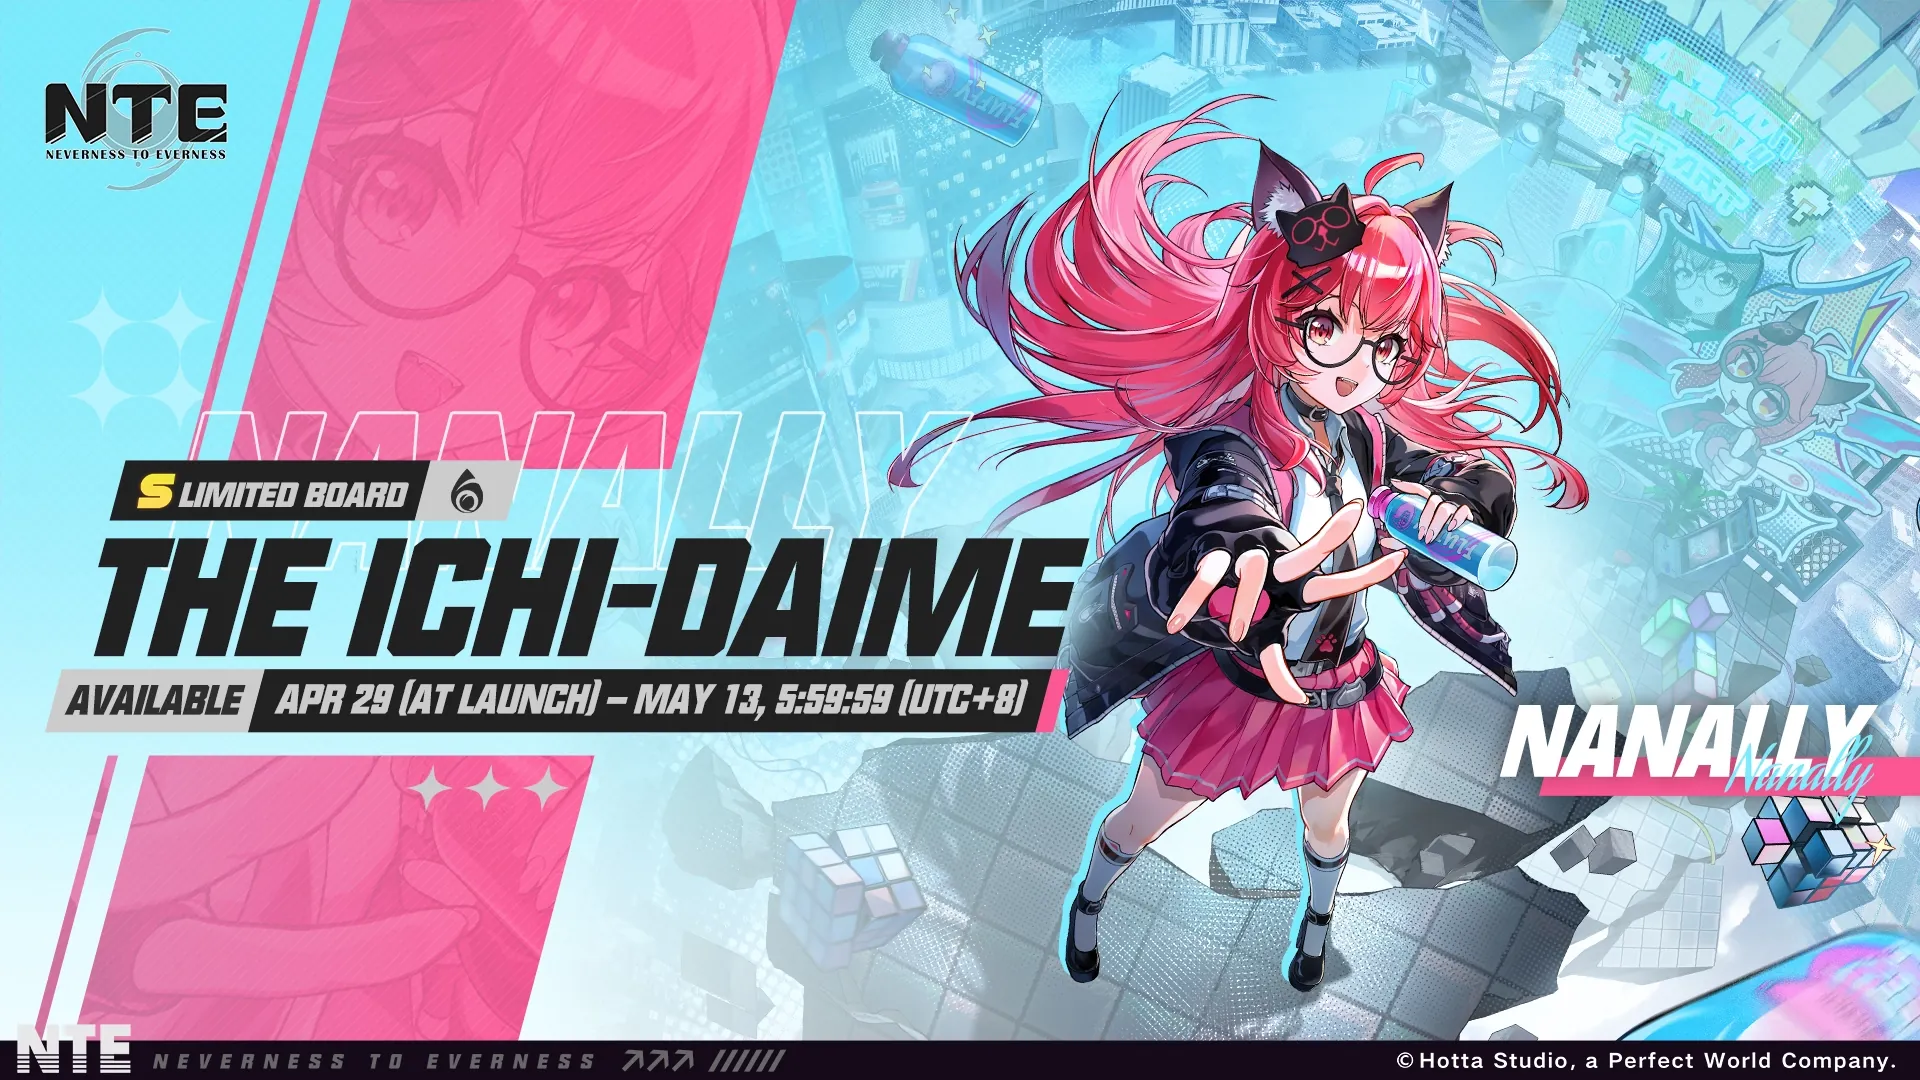 NTE
NEVERNESS TO EVERNESS
NANALLY
S LIMITED BOARD
THE ICHI-DAIME
AVAILABLE APR 29 (AT LAUNCH) – MAY 13, 5:59:59 (UTC+8)
NANALLY
Nanally
NTE NEVERNESS TO EVERNESS
©Hotta Studio, a Perfect World Company.